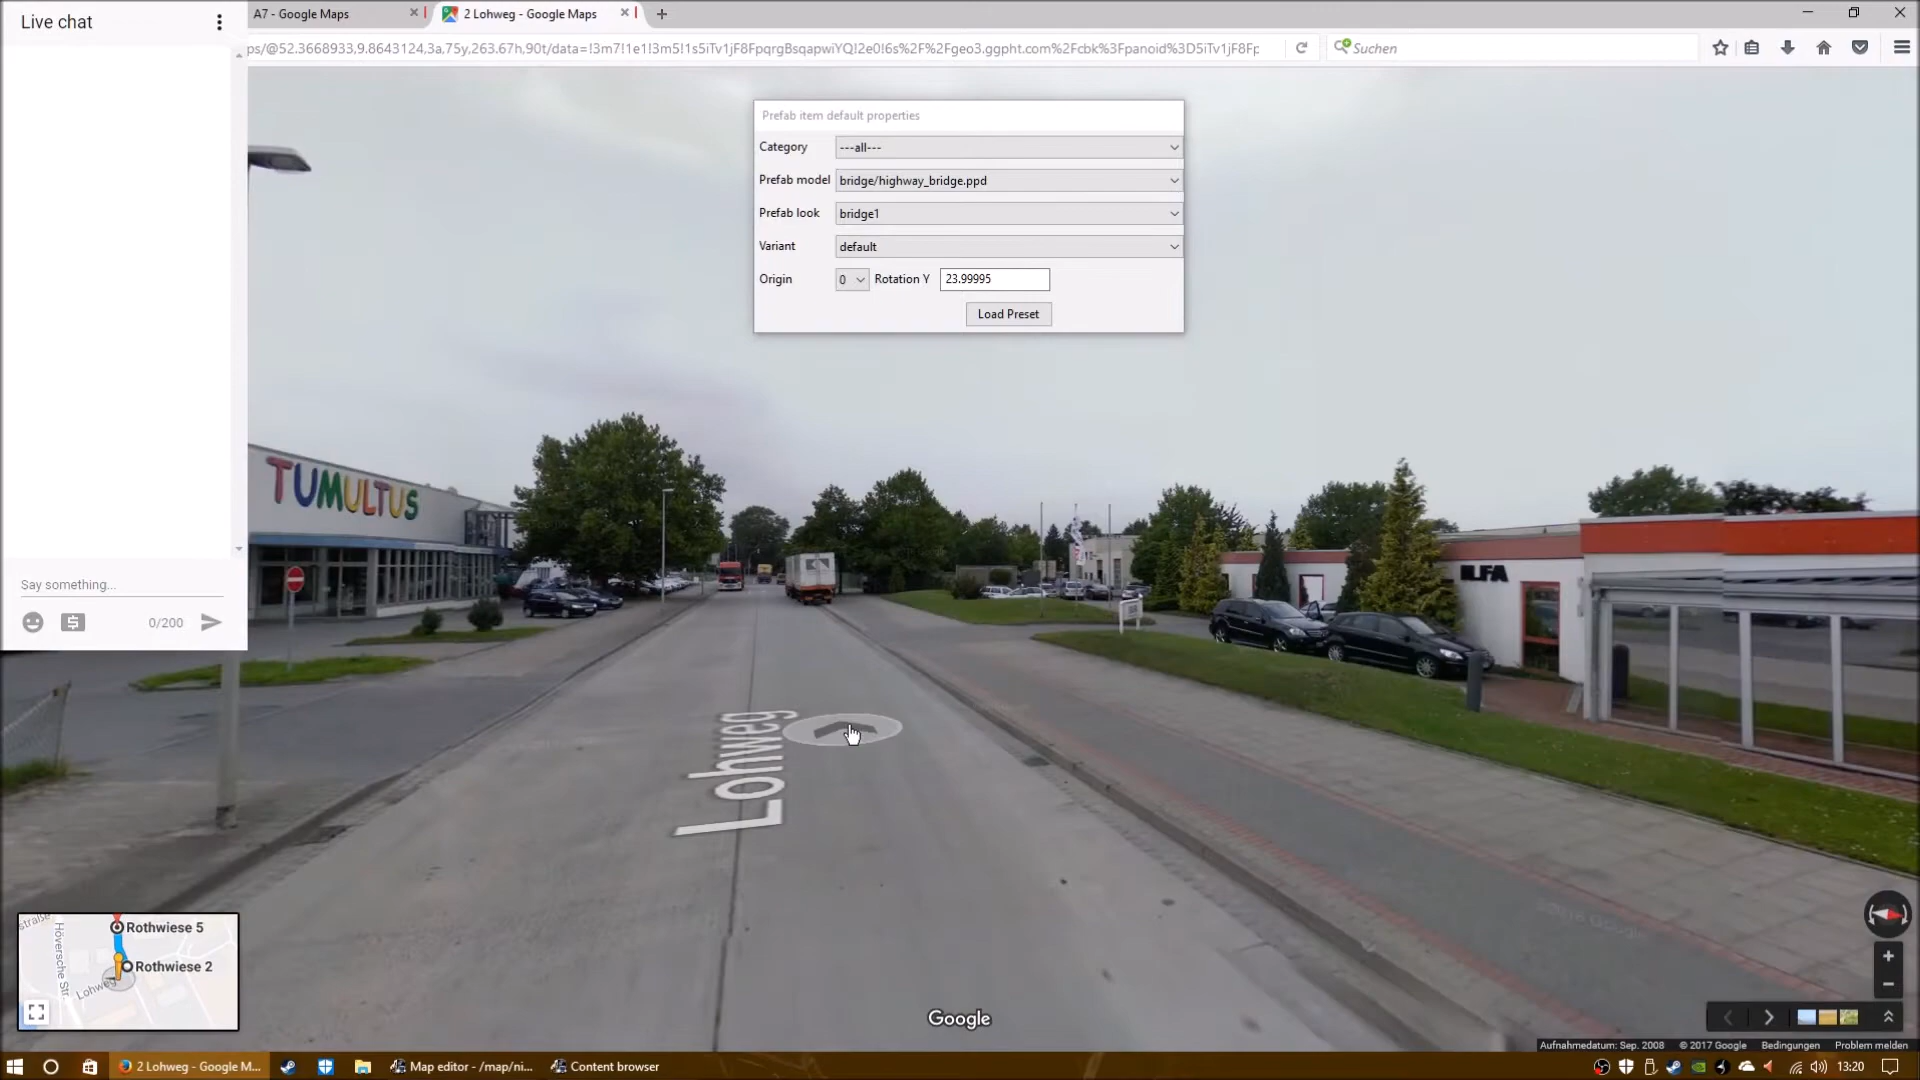 Live chat
A7 - Google Maps
2 Lohweg - Google Maps
ps/@52.3668933,9.8643124,3a,75y,263.67h,90t/data=!3m7!1e1!3m5!1s5iTv1jF8FpqrgBsqapwiYQ!2e0!6s%2F%2Fgeo3.ggpht.com%2Fcbk%3Fpanoid%3D5iTv1jF8Fp
Suchen
Prefab item default properties
Category
---all---
Prefab model
bridge/highway_bridge.ppd
Prefab look
bridge1
Variant
default
Origin
0
Rotation Y
23.99995
Load Preset
TUMULTUS
ILFA
Say something...
0/200
Lohweg
Rothwiese 5
Rothwiese 2
Höversche Str.
Lohweg
Google
Aufnahmedatum: Sep. 2008
© 2017 Google
Bedingungen
Problem melden
2 Lohweg - Google M...
Map editor - /map/ni...
Content browser
13:20